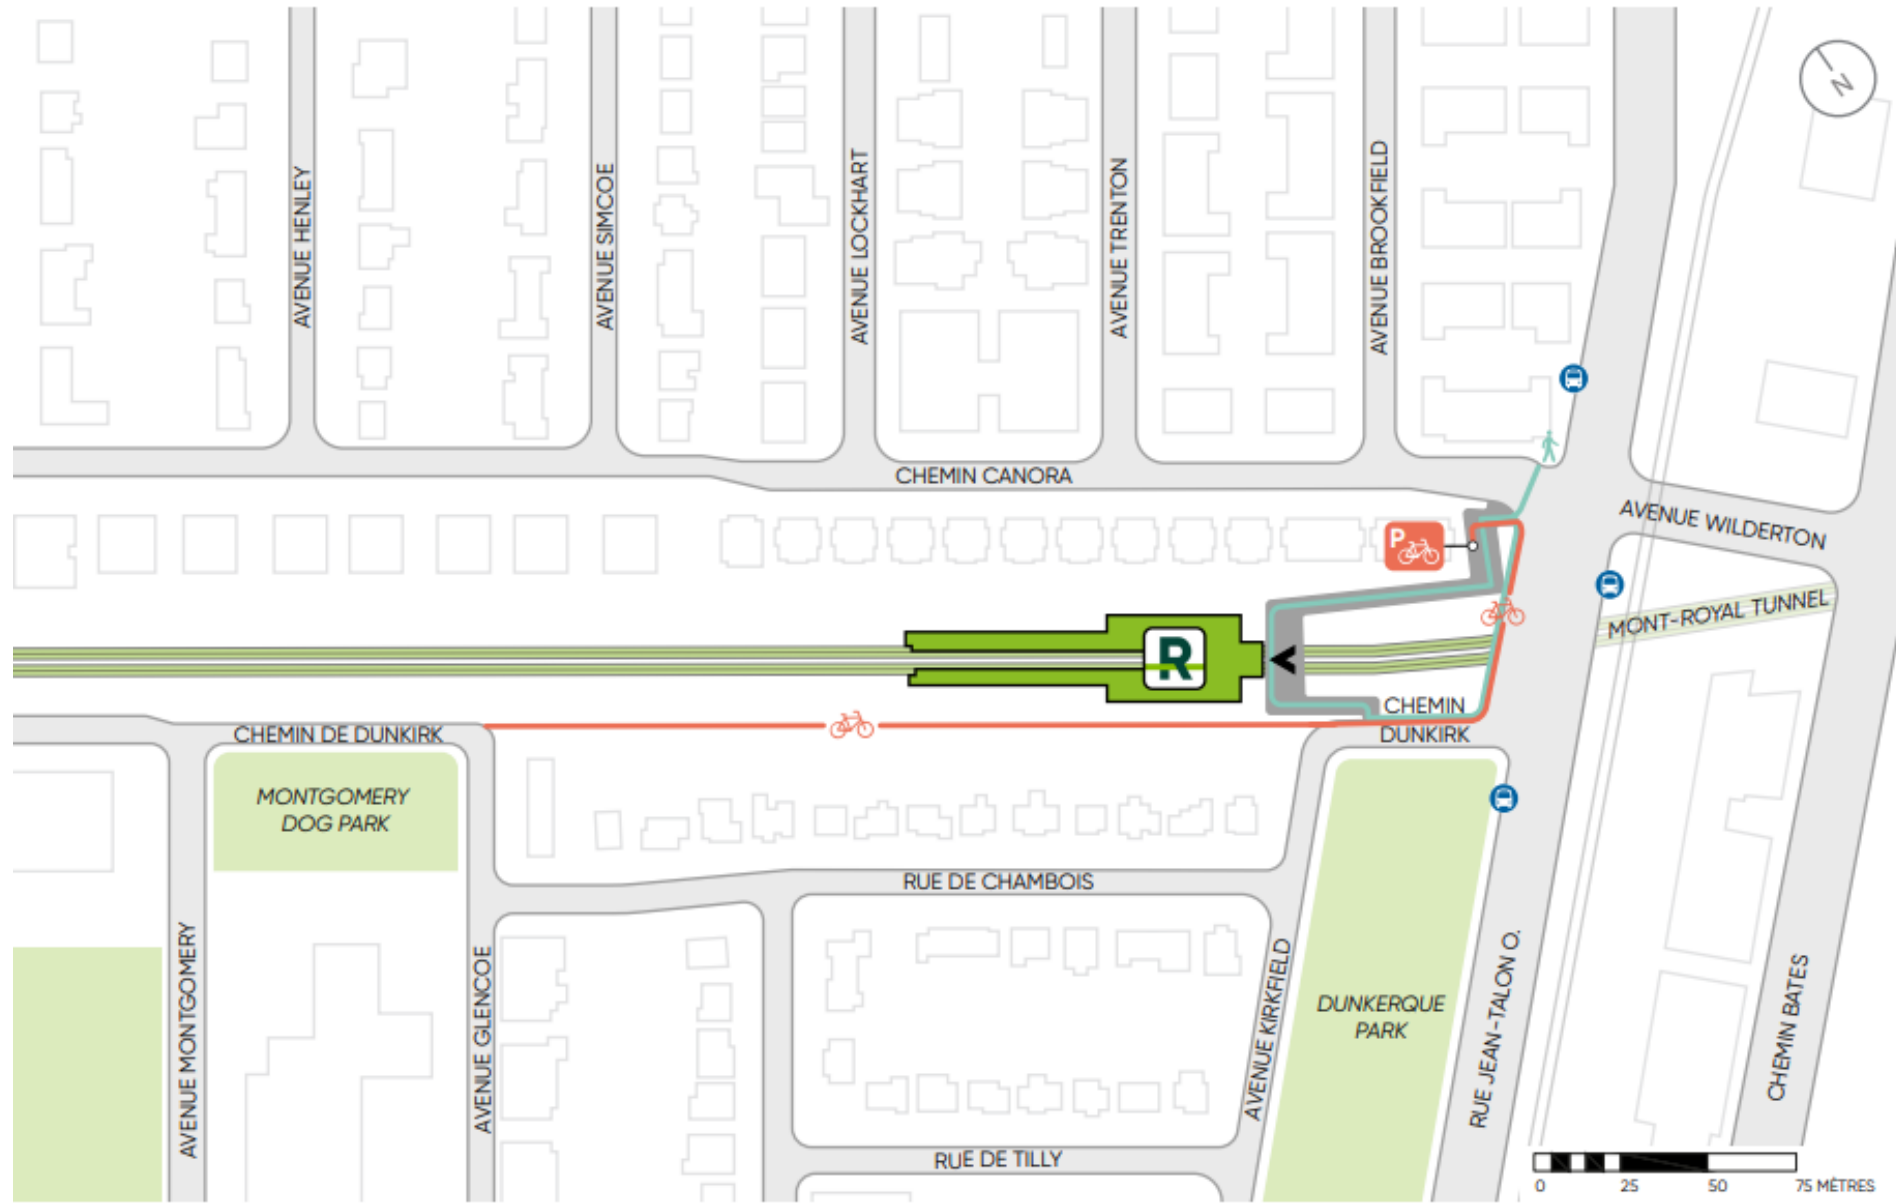 N
AVENUE HENLEY
AVENUE SIMCOE
AVENUE LOCKHART
AVENUE TRENTON
AVENUE BROOKFIELD
CHEMIN CANORA
AVENUE WILDERTON
P
MONT-ROYAL TUNNEL
R
CHEMIN
DUNKIRK
CHEMIN DE DUNKIRK
MONTGOMERY
DOG PARK
RUE DE CHAMBOIS
AVENUE MONTGOMERY
AVENUE GLENCOE
AVENUE KIRKFIELD
DUNKERQUE
PARK
RUE JEAN-TALON O.
CHEMIN BATES
RUE DE TILLY
0 25 50 75 MÈTRES